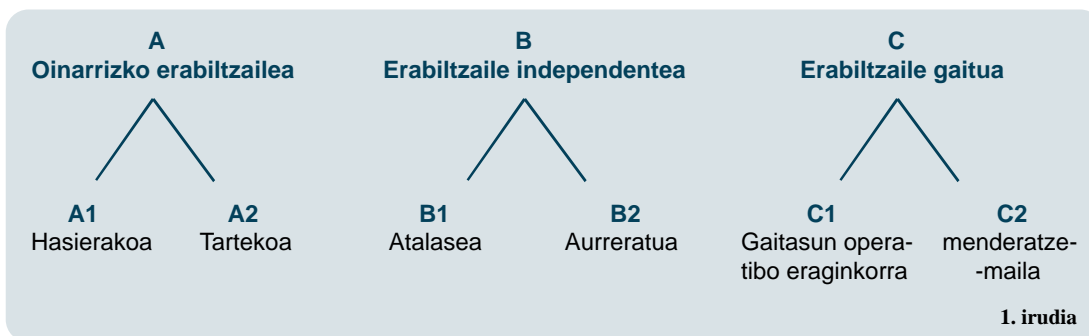 A
Oinarrizko erabiltzailea
B
Erabiltzaile independentea
C
Erabiltzaile gaitua
A1
Hasierakoa
A2
Tartekoa
B1
Atalasea
B2
Aurreratua
C1
Gaitasun opera-
tibo eraginkorra
C2
menderatze-
-maila
1. irudia